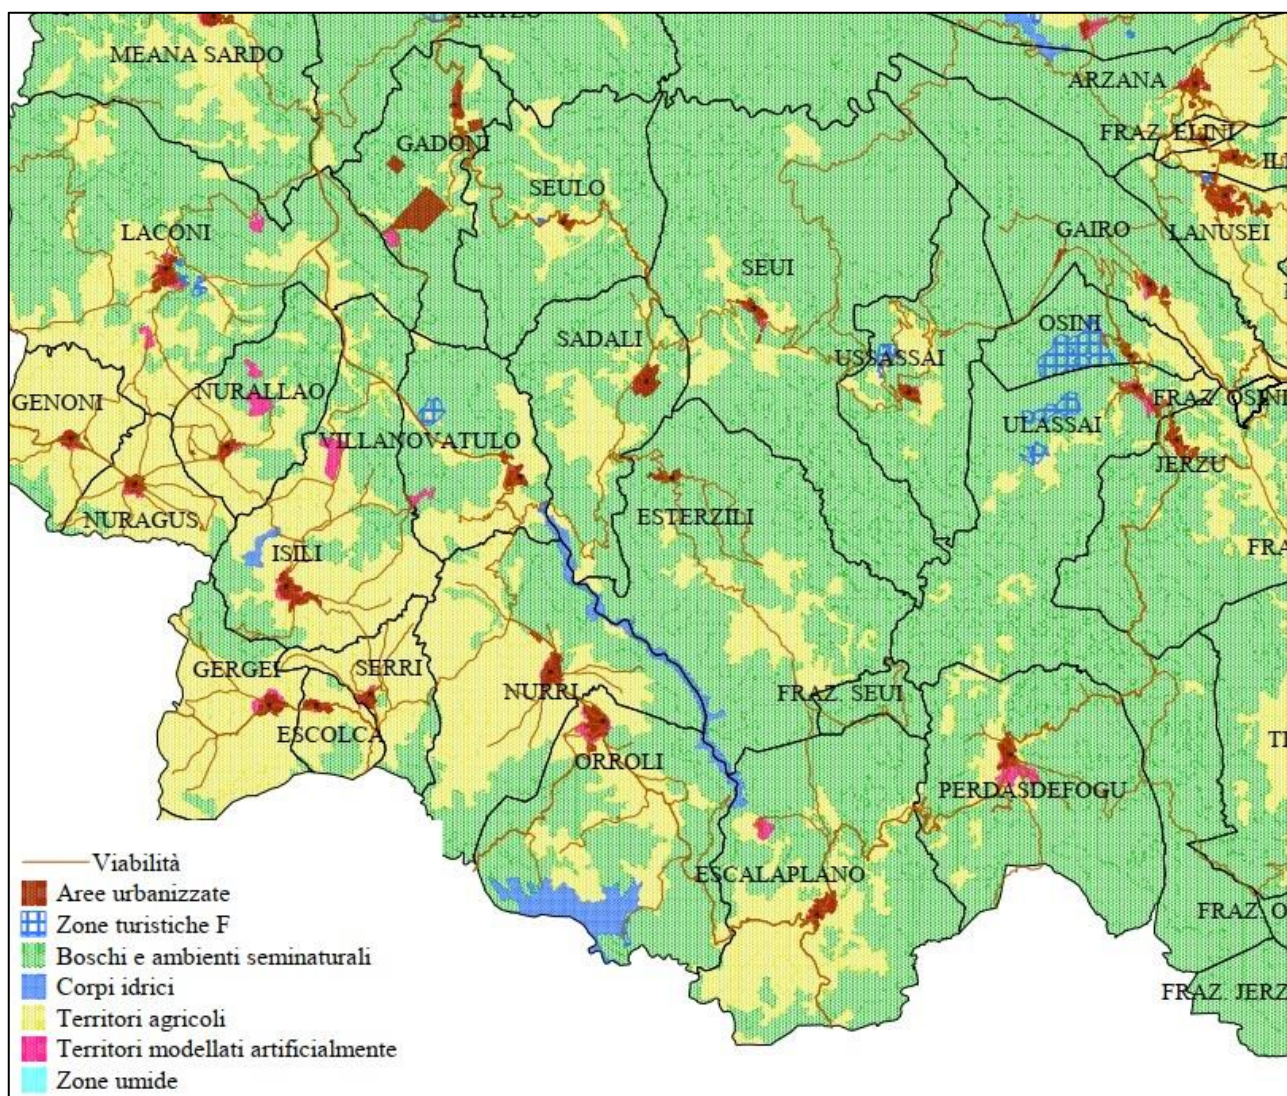 MEANA SARDO
ARZANA
FRAZ. ELINI
GADONI
SEULO
LACONI
GAIRO
LANUSEI
SEUI
OSINI
SADALI
USSASSAI
NURALLAO
GENONI
FRAZ. OSINI
ULASSAI
VILLANOVATULO
JERZU
NURAGUS
ESTERZILI
ISILI
GERGEI
SERRI
NURRI
FRAZ. SEUI
ESCOLCA
ORROLI
PERDASDEFOGU
ESCALAPLANO
FRAZ. O
FRAZ. JERZ
Viabilità
Aree urbanizzate
Zone turistiche F
Boschi e ambienti seminaturali
Corpi idrici
Territori agricoli
Territori modellati artificialmente
Zone umide